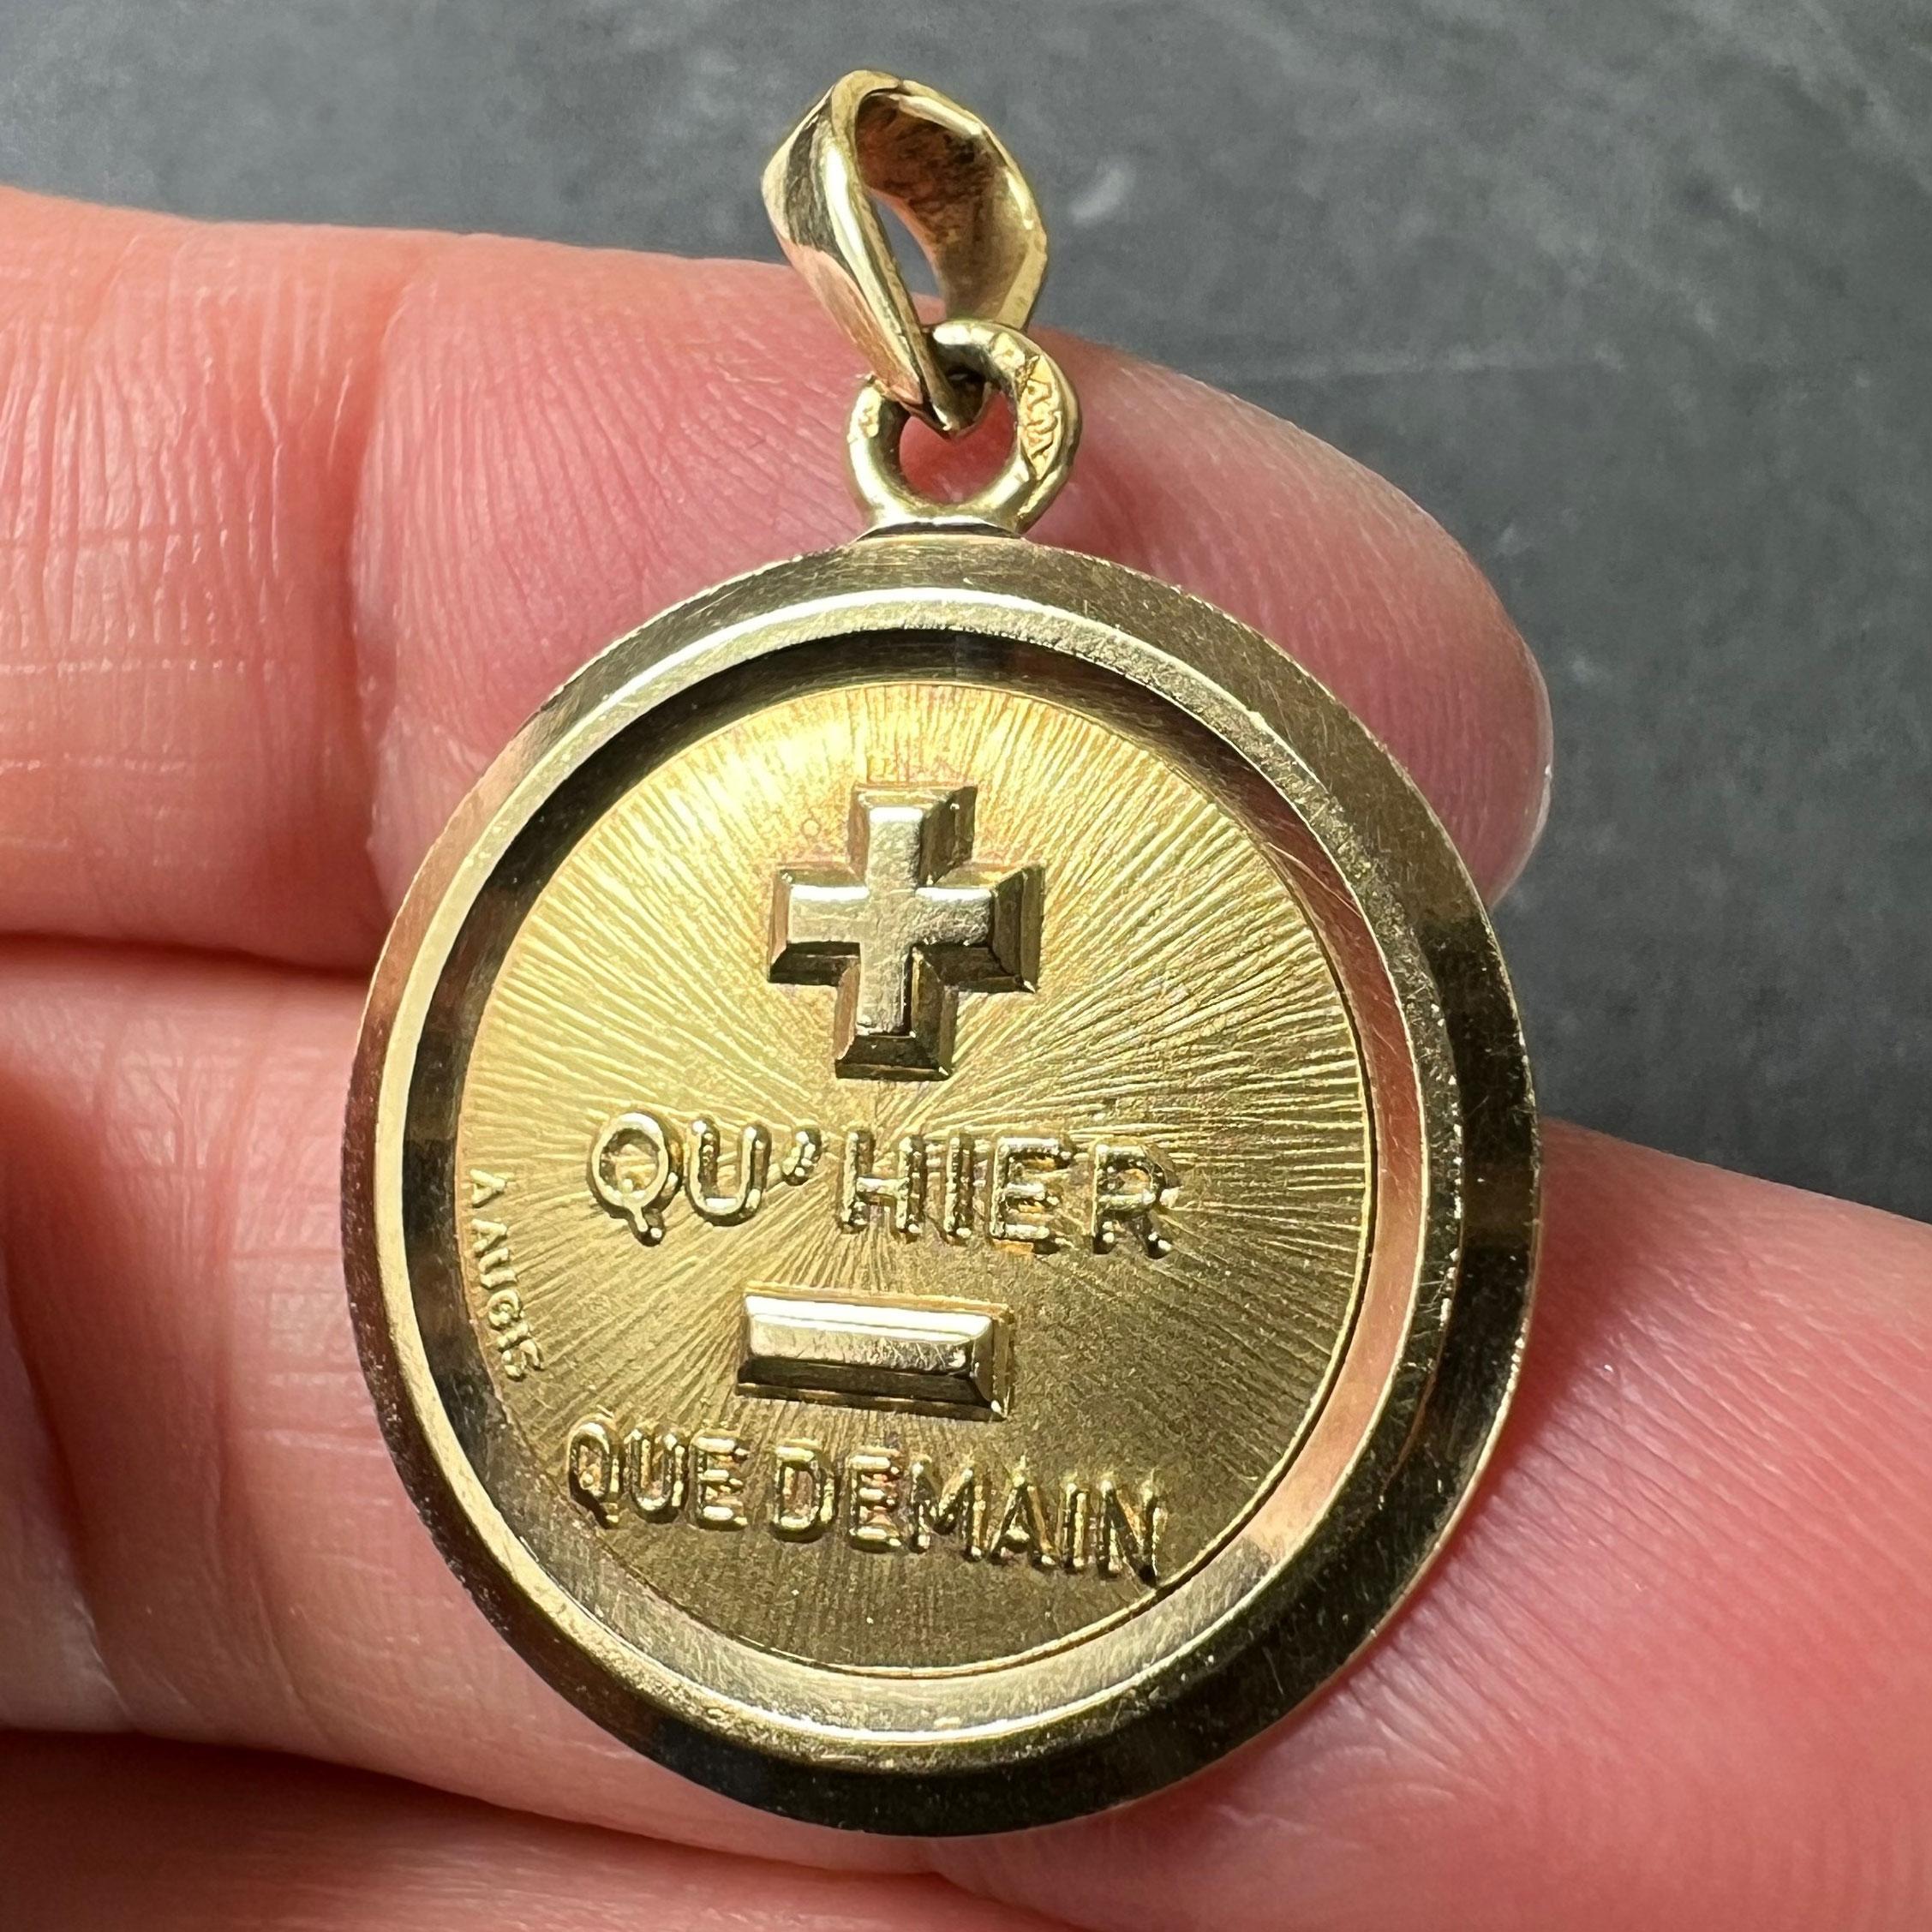 +
QU'HIER
-
QUE DEMAIN
A AUGIS